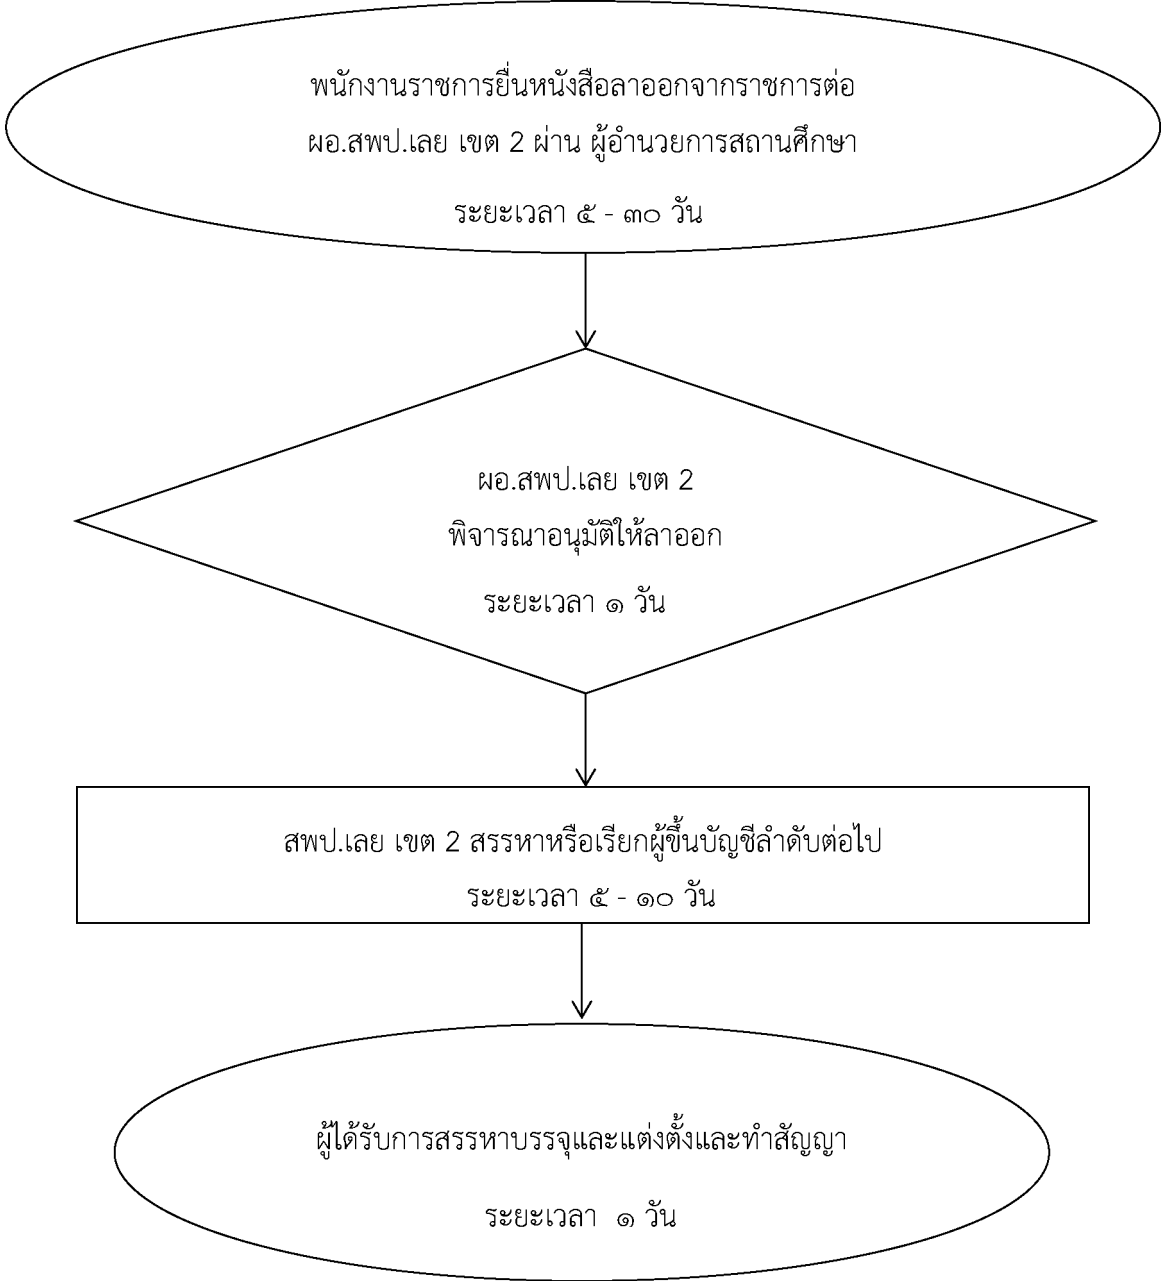 พนักงานราชการยื่นหนังสือลาออกจากราชการต่อ
ผอ.สพป.เลย เขต 2 ผ่าน ผู้อำนวยการสถานศึกษา
ระยะเวลา ๕ - ๓๐ วัน
ผอ.สพป.เลย เขต 2
พิจารณาอนุมัติให้ลาออก
ระยะเวลา ๑ วัน
สพป.เลย เขต 2 สรรหาหรือเรียกผู้ขึ้นบัญชีลำดับต่อไป
ระยะเวลา ๕ - ๑๐ วัน
ผู้ได้รับการสรรหาบรรจุและแต่งตั้งและทำสัญญา
ระยะเวลา ๑ วัน